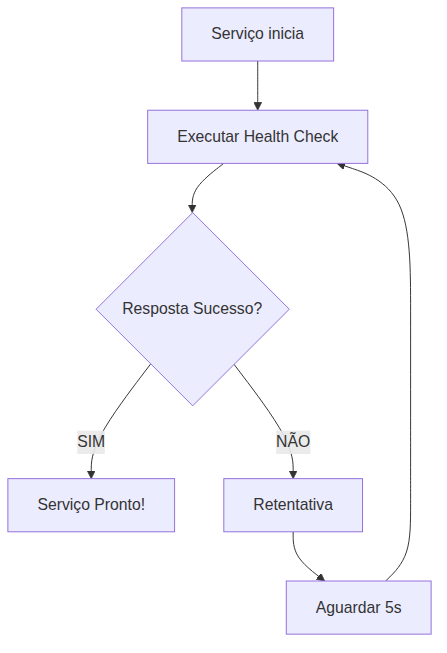 Serviço inicia
Executar Health Check
Resposta Sucesso?
SIM
NÃO
Serviço Pronto!
Retentativa
Aguardar 5s